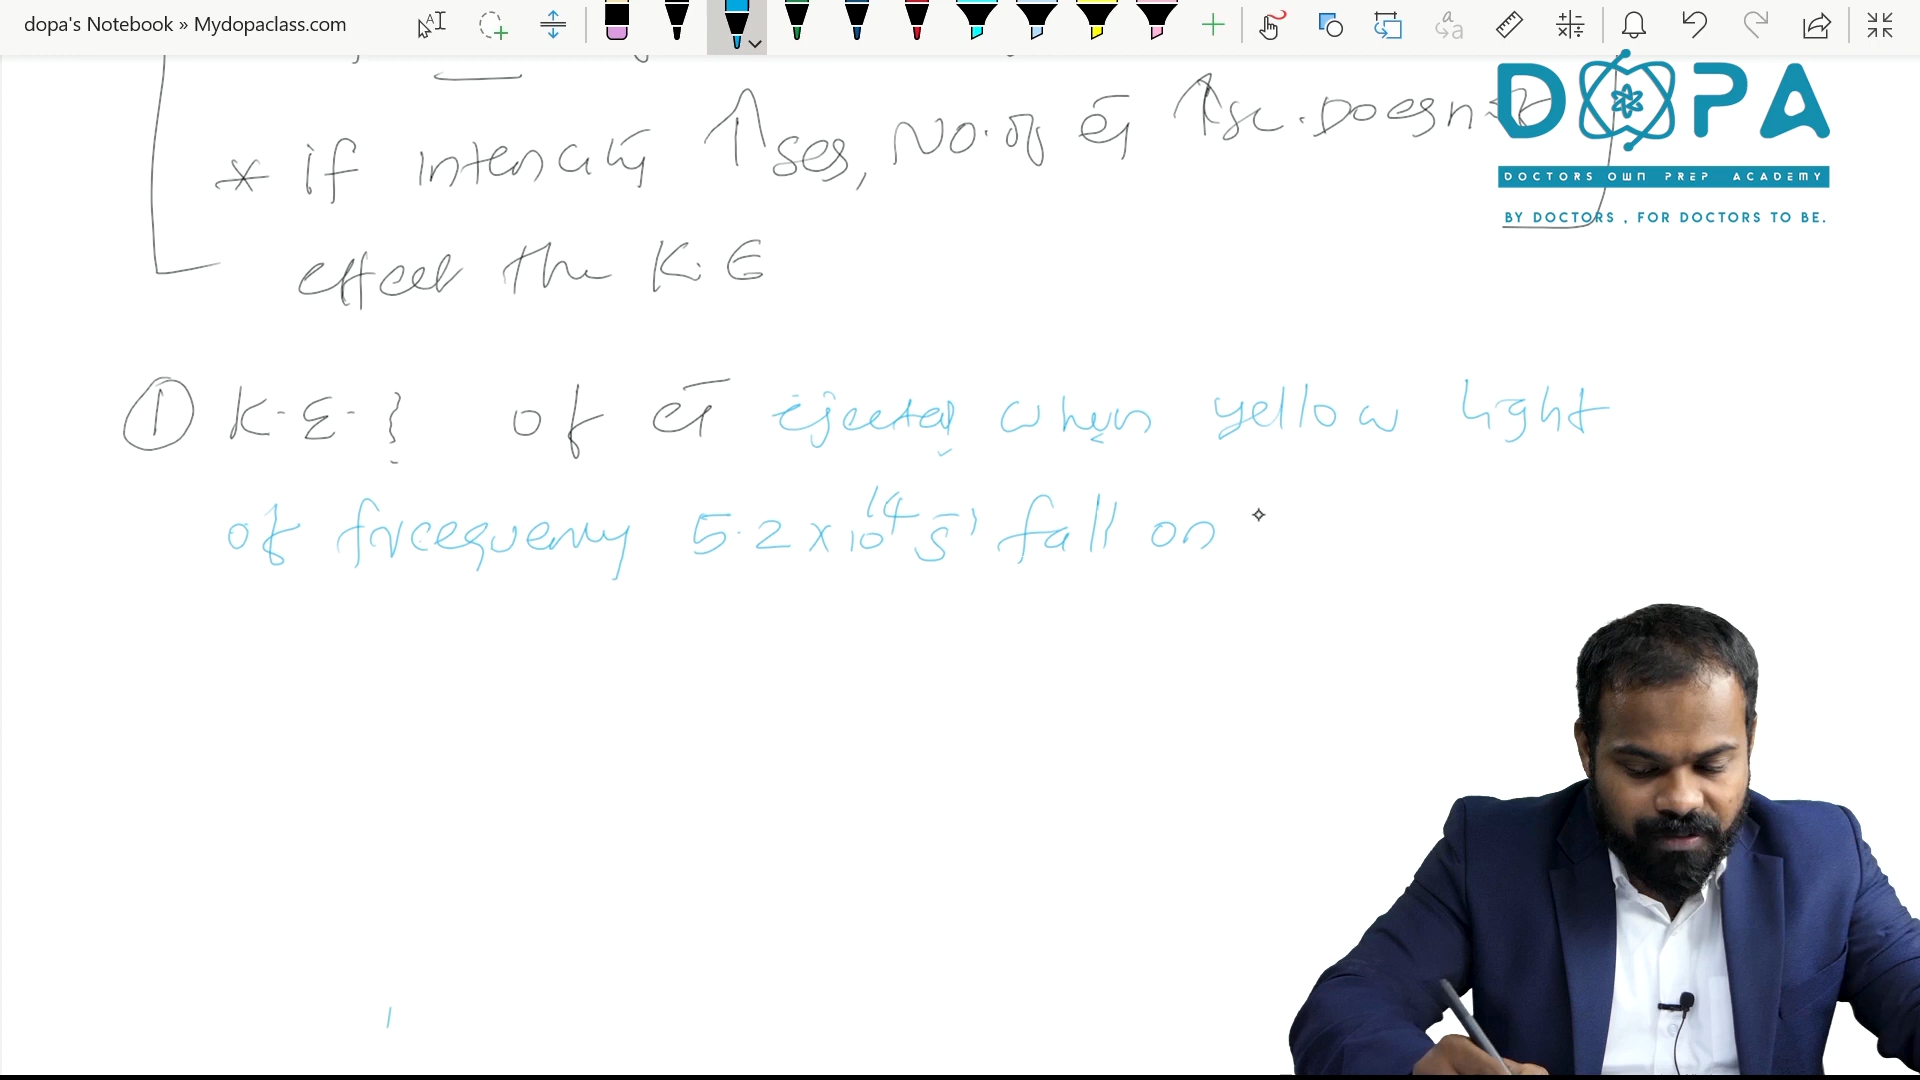 dopa's Notebook » Mydopaclass.com
DOPA
DOCTORS OWN PREP ACADEMY
BY DOCTORS , FOR DOCTORS TO BE.
* if intensity ↑ses, No. of e̅ ↑se. Doesn't
effect the K.E
① K.E. of e̅ ejected when yellow light
of frequency 5.2 x 10¹⁴ s⁻¹ fall on